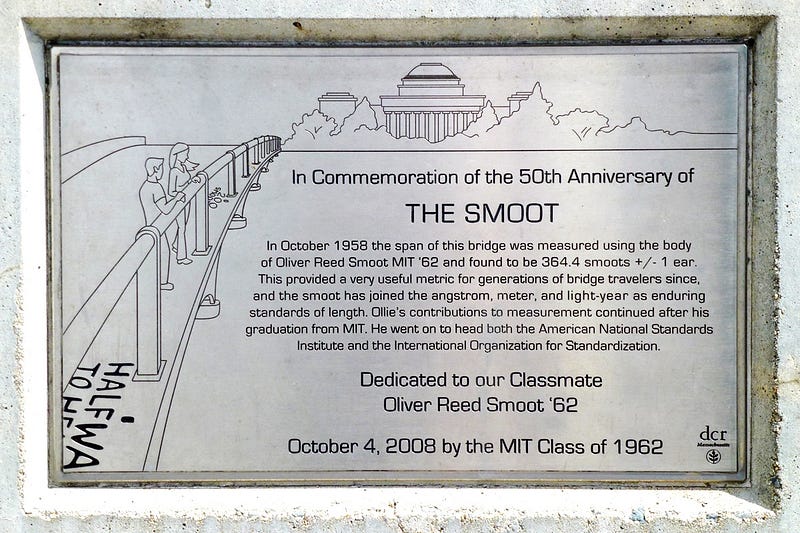 In Commemoration of the 50th Anniversary of
THE SMOOT
In October 1958 the span of this bridge was measured using the body
of Oliver Reed Smoot MIT '62 and found to be 364.4 smoots +/- 1 ear.
This provided a very useful metric for generations of bridge travelers since,
and the smoot has joined the angstrom, meter, and light-year as enduring
standards of length. Ollie's contributions to measurement continued after his
graduation from MIT. He went on to head both the American National Standards
Institute and the International Organization for Standardization.
Dedicated to our Classmate
Oliver Reed Smoot '62
October 4, 2008 by the MIT Class of 1962
HALFWA
TO HE
dcr
Massachusetts